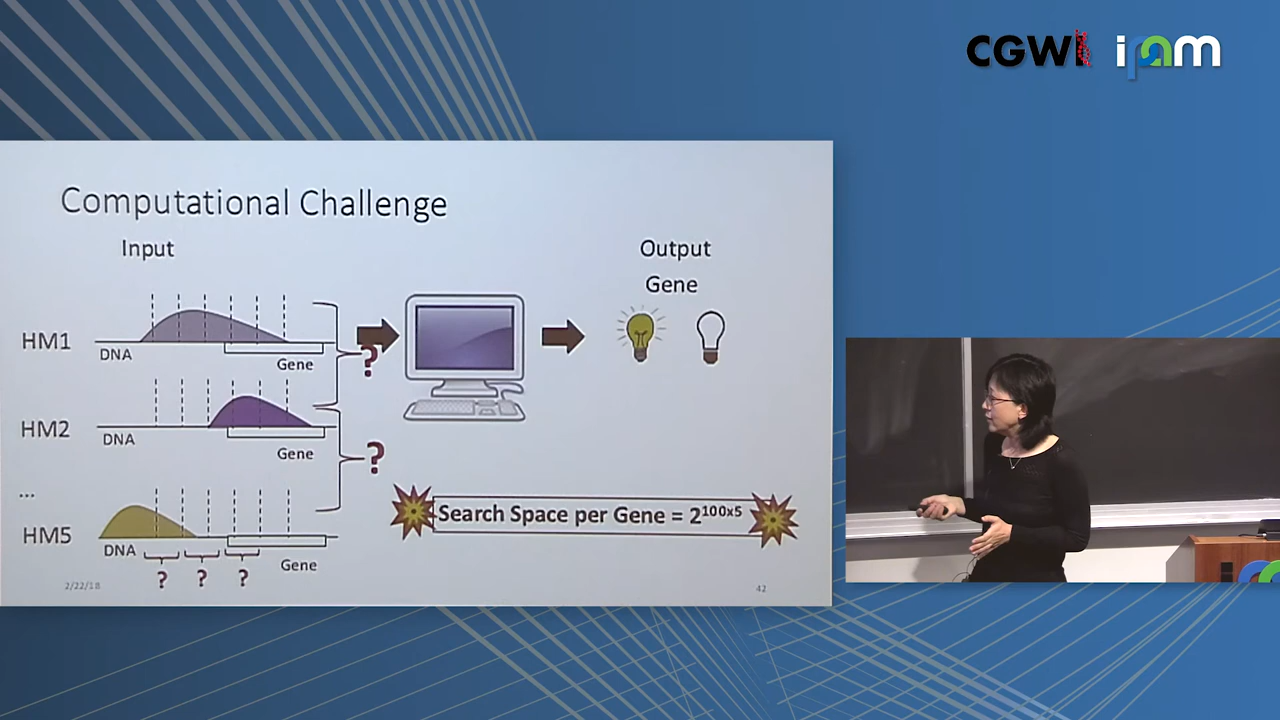 CGWI ipam
Computational Challenge
Input
Output
Gene
HM1
DNA
Gene
?
HM2
DNA
Gene
?
...
Search Space per Gene = 2^100x5
HM5
DNA
Gene
? ? ?
2/22/18
42